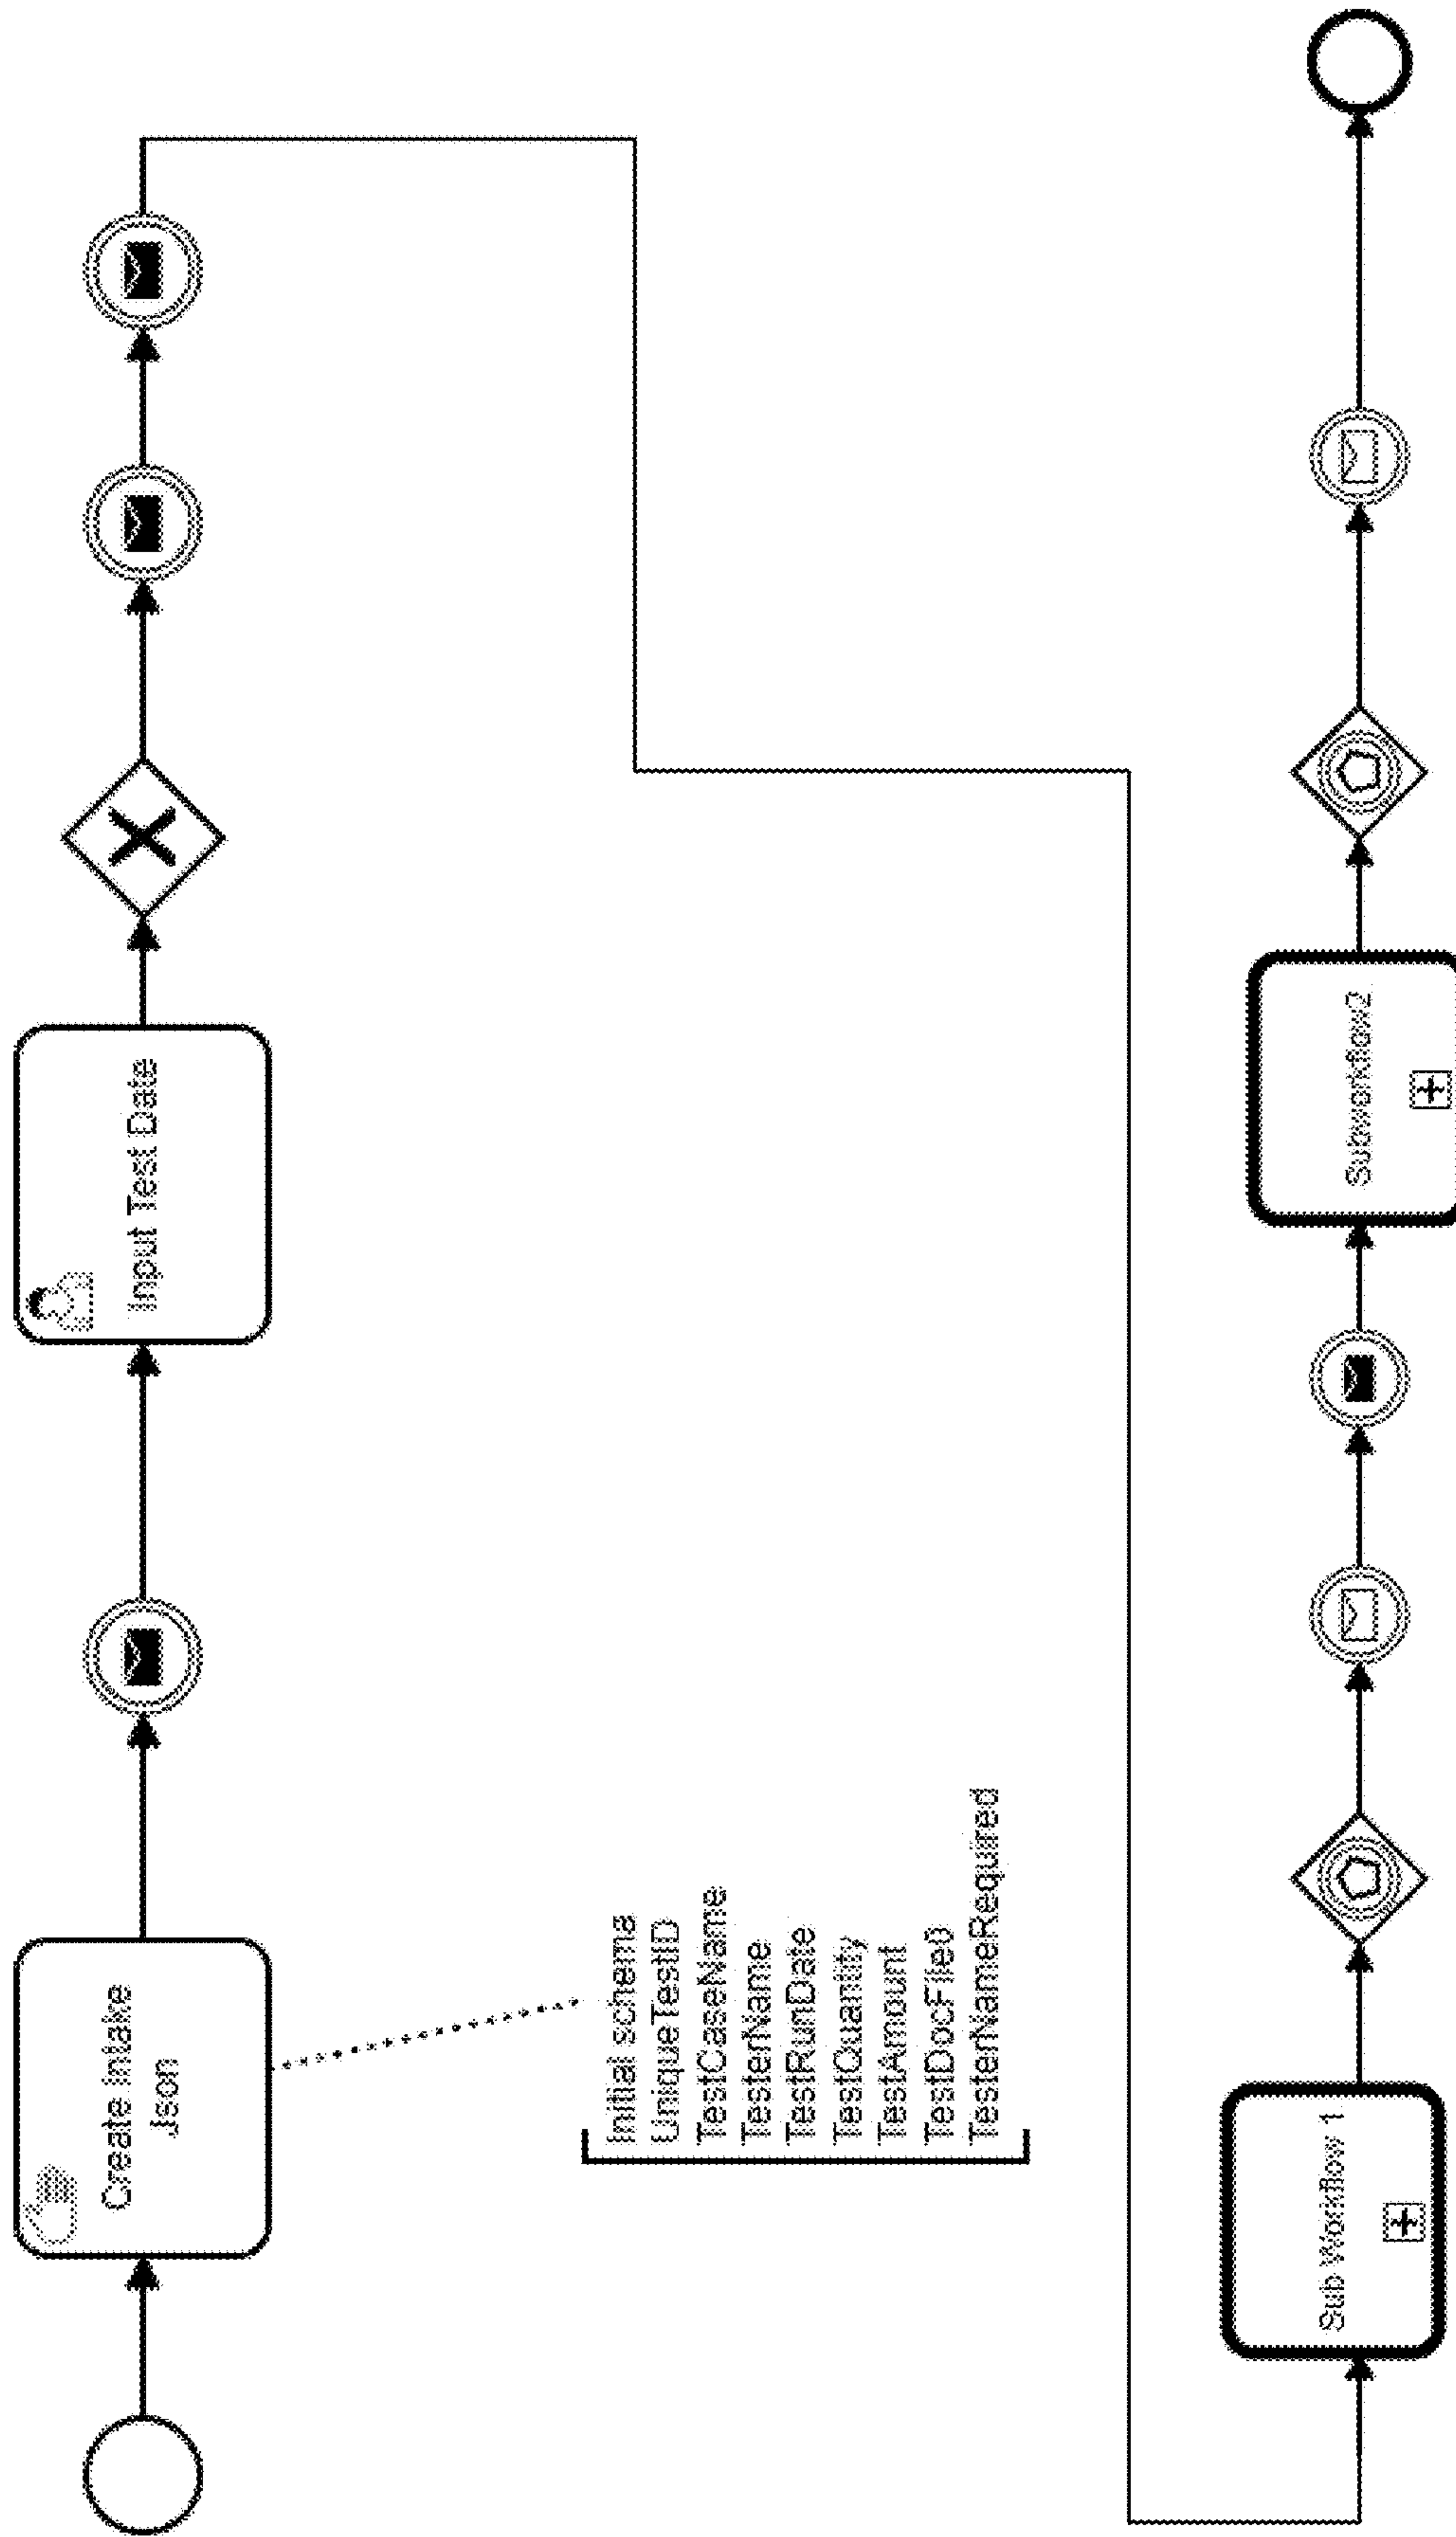 Create Intake
Json
Input Test Date
Initial schema
UniqueTestID
TestCaseName
TesterName
TestRunDate
TestQuantity
TestAmount
TestDocFile0
TesterNameRequired
Sub Workflow 1
Subworkflow2